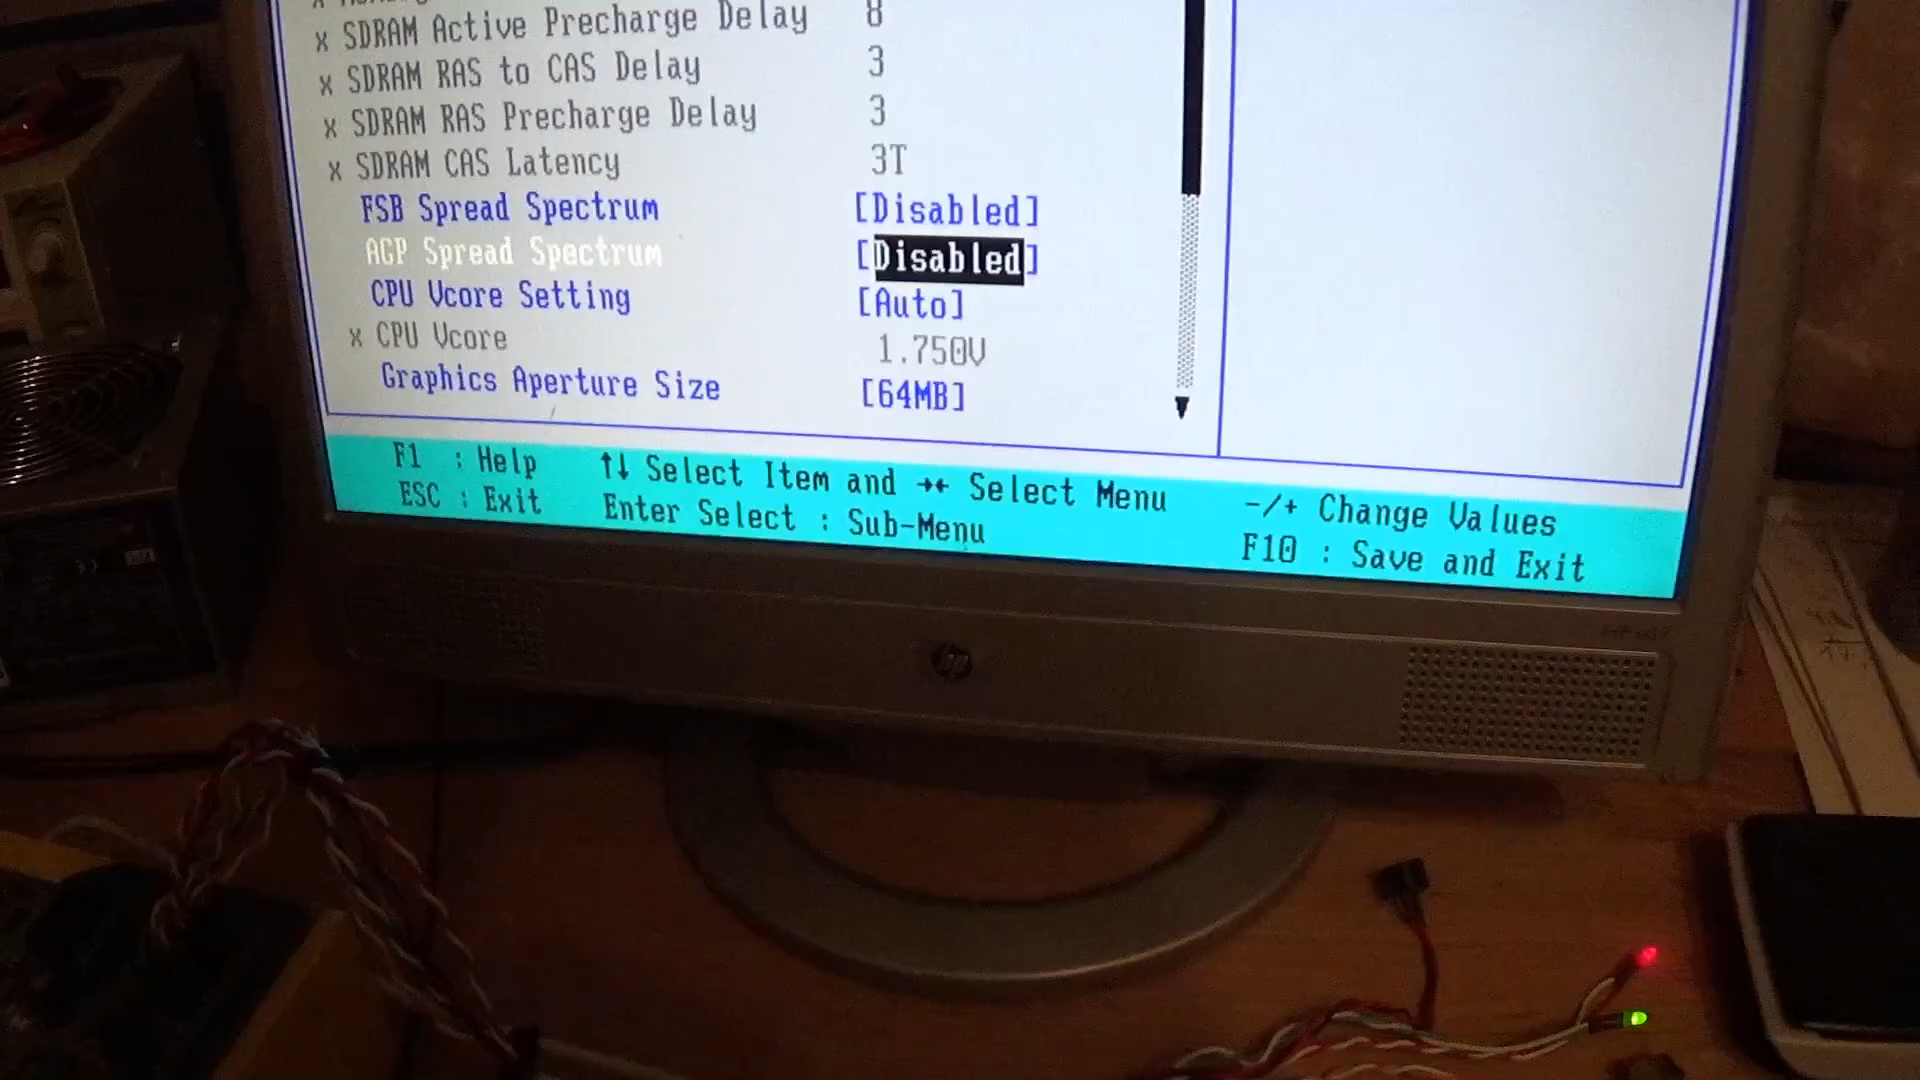 x SDRAM Active Precharge Delay 8
x SDRAM RAS to CAS Delay 3
x SDRAM RAS Precharge Delay 3
x SDRAM CAS Latency 3T
FSB Spread Spectrum [Disabled]
AGP Spread Spectrum [Disabled]
CPU Vcore Setting [Auto]
x CPU Vcore 1.750V
Graphics Aperture Size [64MB]
F1 : Help ↑↓ Select Item and →← Select Menu -/+ Change Values
ESC : Exit Enter Select : Sub-Menu F10 : Save and Exit
hp